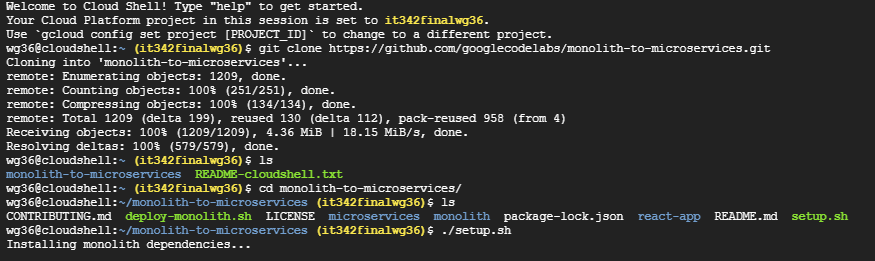 Welcome to Cloud Shell! Type "help" to get started.
Your Cloud Platform project in this session is set to it342finalwg36.
Use `gcloud config set project [PROJECT_ID]` to change to a different project.
wg36@cloudshell:~ (it342finalwg36)$ git clone https://github.com/googlecodelabs/monolith-to-microservices.git
Cloning into 'monolith-to-microservices'...
remote: Enumerating objects: 1209, done.
remote: Counting objects: 100% (251/251), done.
remote: Compressing objects: 100% (134/134), done.
remote: Total 1209 (delta 199), reused 130 (delta 112), pack-reused 958 (from 4)
Receiving objects: 100% (1209/1209), 4.36 MiB | 18.15 MiB/s, done.
Resolving deltas: 100% (579/579), done.
wg36@cloudshell:~ (it342finalwg36)$ ls
monolith-to-microservices  README-cloudshell.txt
wg36@cloudshell:~ (it342finalwg36)$ cd monolith-to-microservices/
wg36@cloudshell:~/monolith-to-microservices (it342finalwg36)$ ls
CONTRIBUTING.md  deploy-monolith.sh  LICENSE  microservices  monolith  package-lock.json  react-app  README.md  setup.sh
wg36@cloudshell:~/monolith-to-microservices (it342finalwg36)$ ./setup.sh
Installing monolith dependencies...